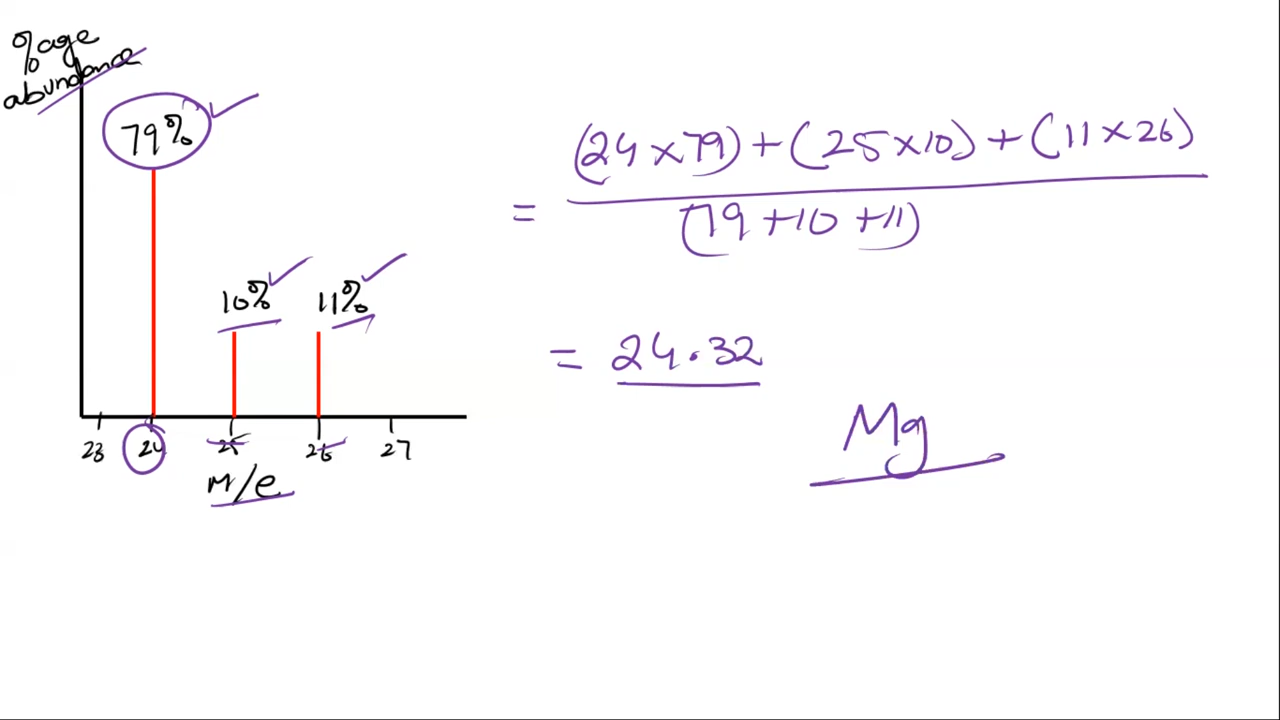 %age
abundance
79%
10% 11%
23 24 25 26 27
M/e
(24 × 79) + (25 × 10) + (11 × 26)
= (79 + 10 + 11)
= 24.32
Mg